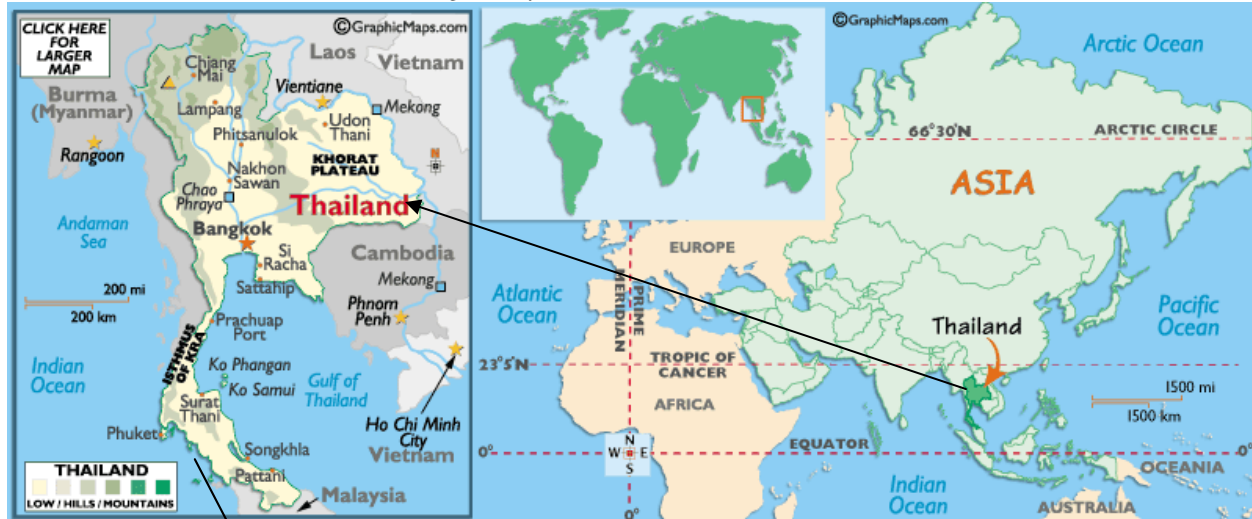 CLICK HERE
FOR
LARGER
MAP
©GraphicMaps.com
Laos
Vietnam
Chiang
Mai
Burma
(Myanmar)
Vientiane
Mekong
Lampang
Udon
Thani
Phitsanulok
Rangoon
KHORAT
PLATEAU
N
Nakhon
Sawan
Chao
Phraya
Thailand
Andaman
Sea
Bangkok
Si
Racha
Cambodia
Sattahip
Mekong
200 mi
200 km
Phnom
Penh
Prachuap
Port
ISTHMUS
OF KRA
Indian
Ocean
Ko Phangan
Ko Samui
Gulf of
Thailand
Surat
Thani
Ho Chi Minh
City
Vietnam
Phuket
Songkhla
Pattani
THAILAND
LOW / HILLS / MOUNTAINS
Malaysia
©GraphicMaps.com
Arctic Ocean
66°30'N
ARCTIC CIRCLE
ASIA
EUROPE
PRIME
MERIDIAN
Atlantic
Ocean
Pacific
Ocean
Thailand
23°5'N
TROPIC OF
CANCER
AFRICA
1500 mi
1500 km
0°
N
W E
S
EQUATOR
0°
OCEANIA
Indian
Ocean
AUSTRALIA
0°